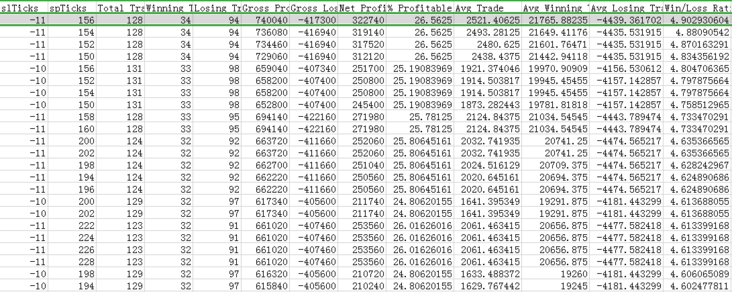 slTicks spTicks Total Tra Winning T Losing Tr Gross Pro Gross Los Net Profi % Profitable Avg Trade Avg Winning 'Avg Losing Tra Win/Loss Rati
-11 156 128 34 94 740040 -417300 322740 26.5625 2521.40625 21765.88235 -4439.361702 4.902930604
-11 154 128 34 94 736440 -416940 319140 26.5625 2493.28125 21649.41176 -4435.531915 4.88090542
-11 152 128 34 94 734460 -416940 317520 26.5625 2480.625 21601.76471 -4435.531915 4.870163291
-11 150 128 34 94 729060 -416940 312120 26.5625 2438.4375 21442.94118 -4435.531915 4.834356192
-10 156 131 33 98 659040 -407340 251700 25.19083969 1921.374046 19970.90909 -4156.530612 4.804706365
-10 152 131 33 98 658200 -407400 250800 25.19083969 1914.503817 19945.45455 -4157.142857 4.797875664
-10 154 131 33 98 658200 -407400 250800 25.19083969 1914.503817 19945.45455 -4157.142857 4.797875664
-10 150 131 33 98 652800 -407400 245400 25.19083969 1873.282443 19781.81818 -4157.142857 4.758512965
-11 158 128 33 95 694140 -422160 271980 25.78125 2124.84375 21034.54545 -4443.789474 4.733470291
-11 160 128 33 95 694140 -422160 271980 25.78125 2124.84375 21034.54545 -4443.789474 4.733470291
-11 200 124 32 92 663720 -411660 252060 25.80645161 2032.741935 20741.25 -4474.565217 4.635366565
-11 202 124 32 92 663720 -411660 252060 25.80645161 2032.741935 20741.25 -4474.565217 4.635366565
-11 198 124 32 92 662700 -411660 251040 25.80645161 2024.516129 20709.375 -4474.565217 4.628242967
-11 194 124 32 92 662220 -411660 250560 25.80645161 2020.645161 20694.375 -4474.565217 4.624890686
-11 196 124 32 92 662220 -411660 250560 25.80645161 2020.645161 20694.375 -4474.565217 4.624890686
-10 200 129 32 97 617340 -405600 211740 24.80620155 1641.395349 19291.875 -4181.443299 4.613688055
-10 202 129 32 97 617340 -405600 211740 24.80620155 1641.395349 19291.875 -4181.443299 4.613688055
-11 222 123 32 91 661020 -407460 253560 26.01626016 2061.463415 20656.875 -4477.582418 4.613399168
-11 224 123 32 91 661020 -407460 253560 26.01626016 2061.463415 20656.875 -4477.582418 4.613399168
-11 226 123 32 91 661020 -407460 253560 26.01626016 2061.463415 20656.875 -4477.582418 4.613399168
-11 228 123 32 91 661020 -407460 253560 26.01626016 2061.463415 20656.875 -4477.582418 4.613399168
-10 198 129 32 97 616320 -405600 210720 24.80620155 1633.488372 19260 -4181.443299 4.606065089
-10 194 129 32 97 615840 -405600 210240 24.80620155 1629.767442 19245 -4181.443299 4.602477811